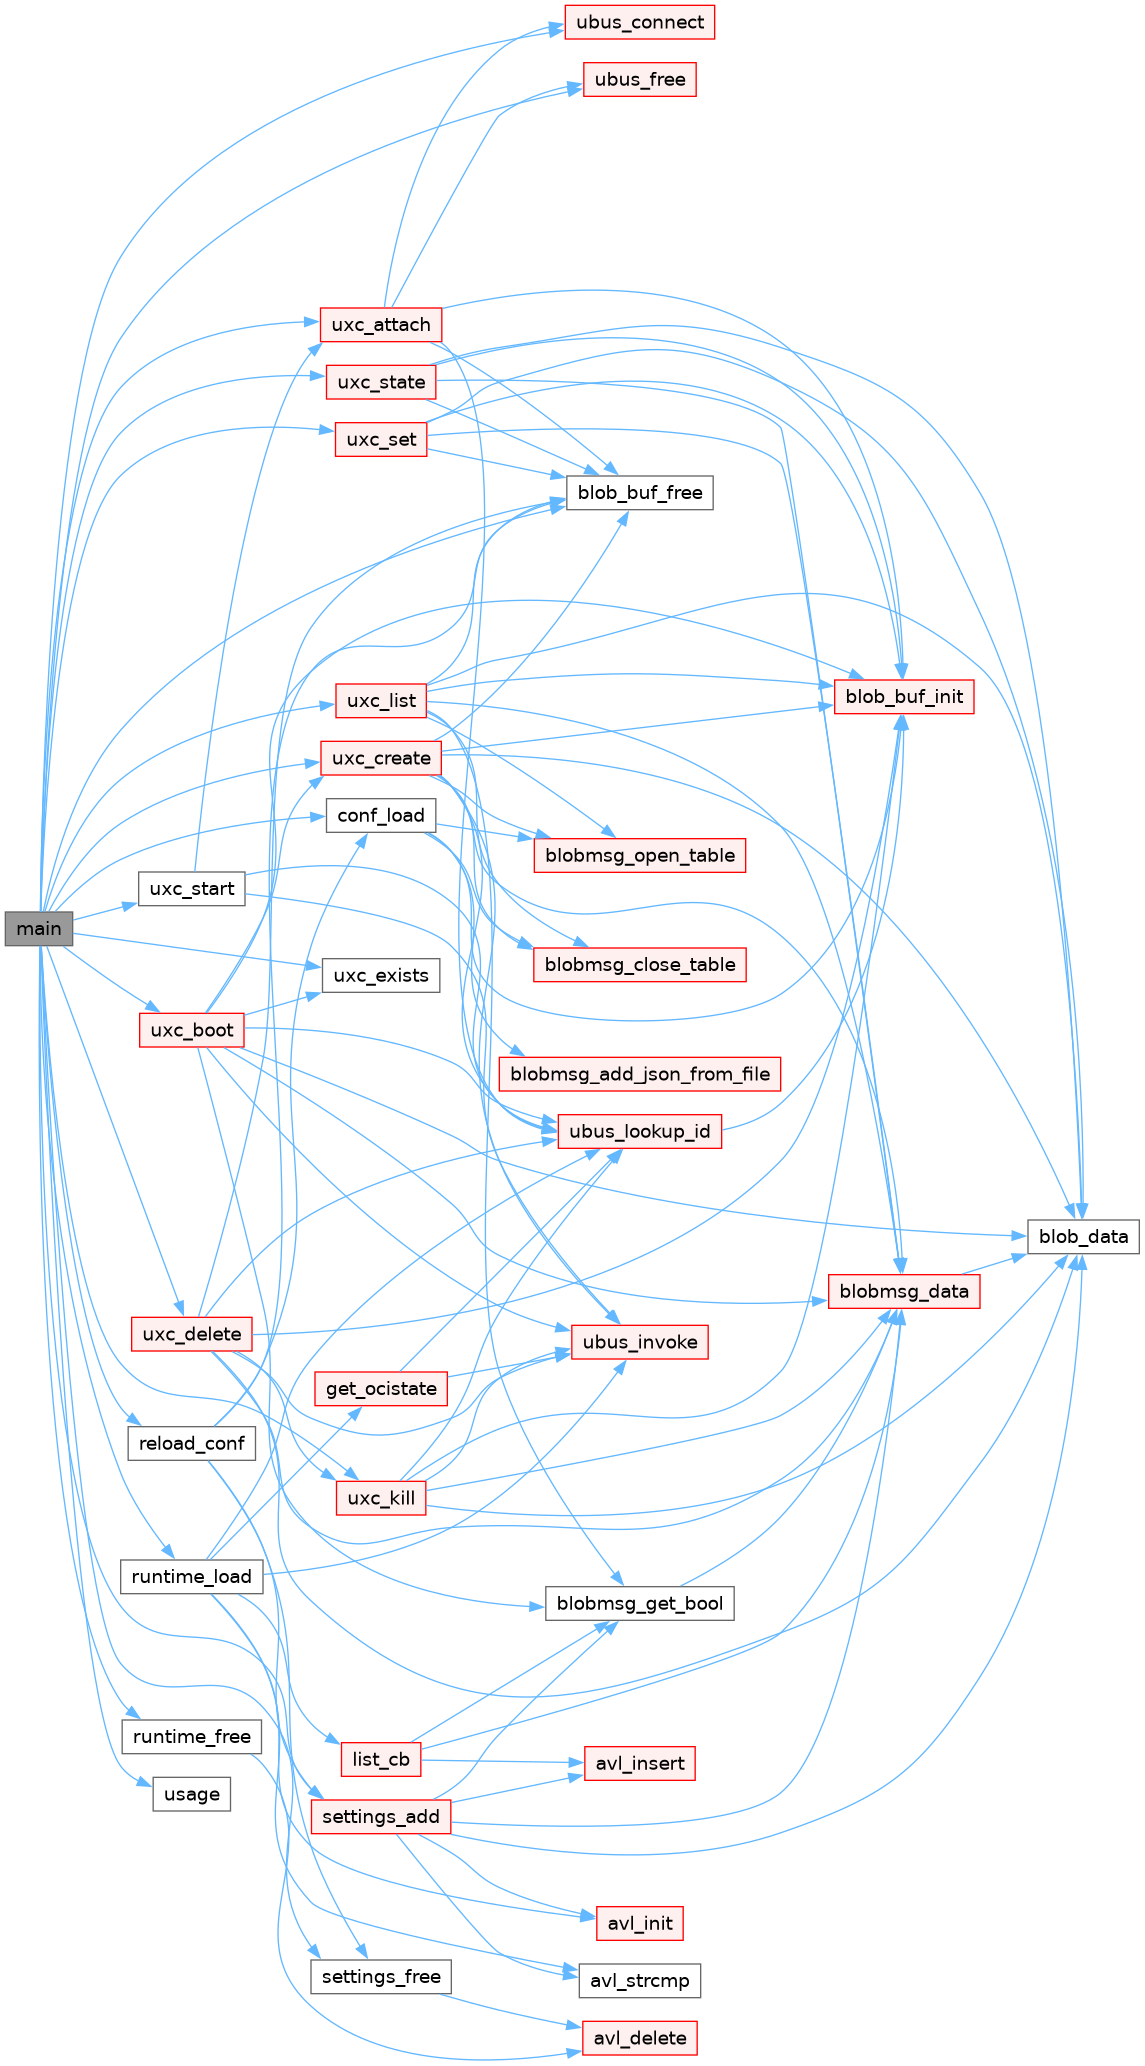 ubus_connect
ubus_free
uxc_attach
uxc_state
uxc_set
blob_buf_free
uxc_list
blob_buf_init
uxc_create
conf_load
blobmsg_open_table
uxc_start
main
blobmsg_close_table
uxc_exists
uxc_boot
blobmsg_add_json_from_file
ubus_lookup_id
blob_data
blobmsg_data
uxc_delete
ubus_invoke
get_ocistate
reload_conf
uxc_kill
runtime_load
blobmsg_get_bool
runtime_free
list_cb
avl_insert
usage
settings_add
avl_init
settings_free
avl_strcmp
avl_delete